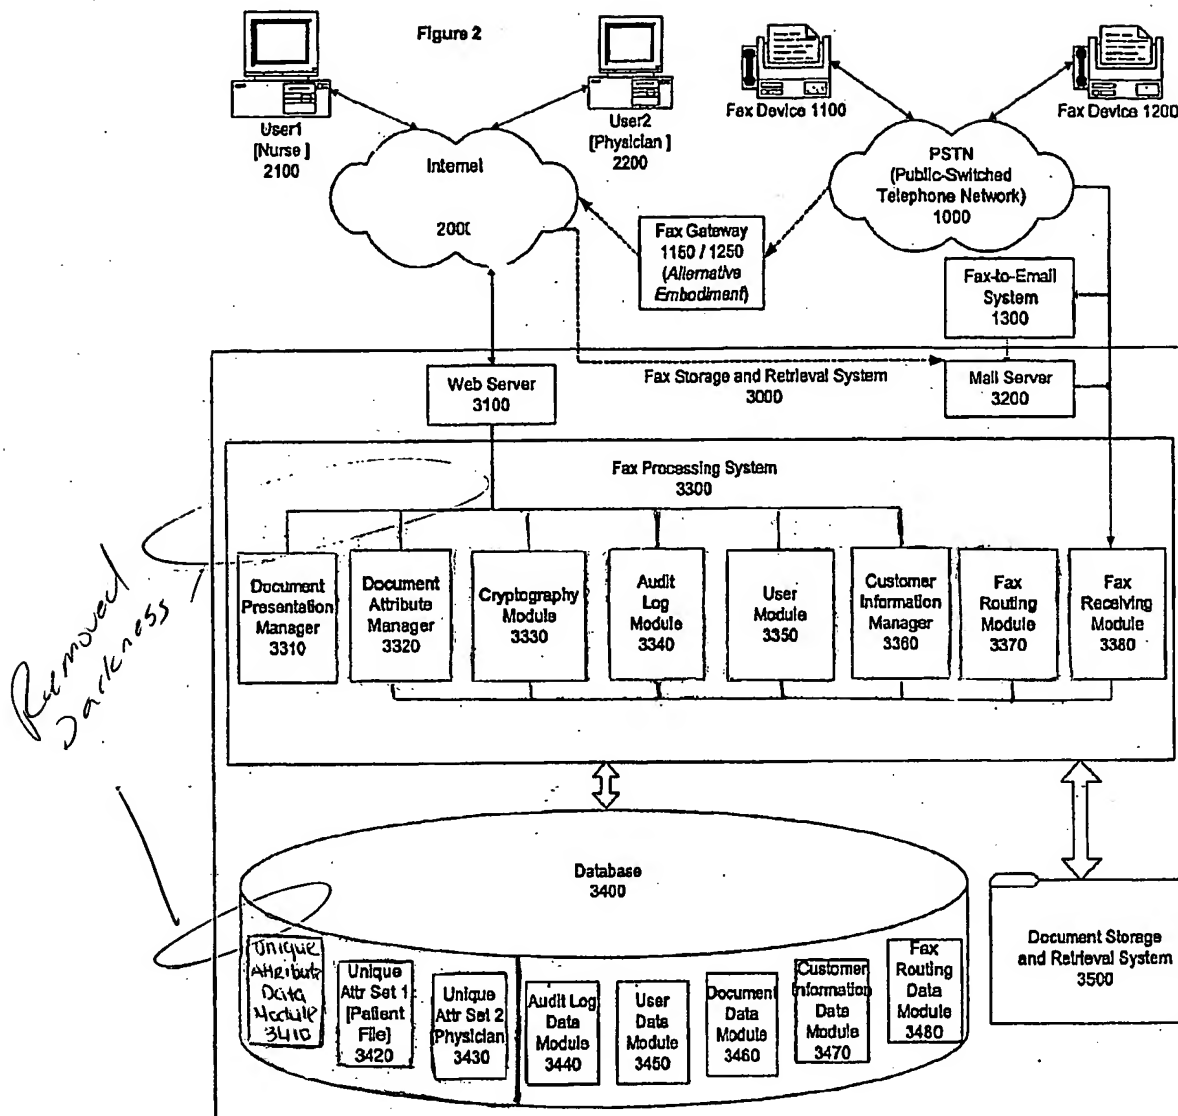 Figure 2
User1
[Nurse ]
2100
User2
[Physician ]
2200
Fax Device 1100
Fax Device 1200
Internet
2000
PSTN
(Public-Switched
Telephone Network)
1000
Fax Gateway
1150 / 1250
(Alternative
Embodiment)
Fax-to-Email
System
1300
Web Server
3100
Fax Storage and Retrieval System
3000
Mail Server
3200
Fax Processing System
3300
Document
Presentation
Manager
3310
Document
Attribute
Manager
3320
Cryptography
Module
3330
Audit
Log
Module
3340
User
Module
3350
Customer
Information
Manager
3360
Fax
Routing
Module
3370
Fax
Receiving
Module
3380
Removed
Darkness
Database
3400
Unique
Attribute
Data
Module
3410
Unique
Attr Set 1
[Patient
File]
3420
Unique
Attr Set 2
[Physician]
3430
Audit Log
Data
Module
3440
User
Data
Module
3450
Document
Data
Module
3460
Customer
Information
Data
Module
3470
Fax
Routing
Data
Module
3480
Document Storage
and Retrieval System
3500